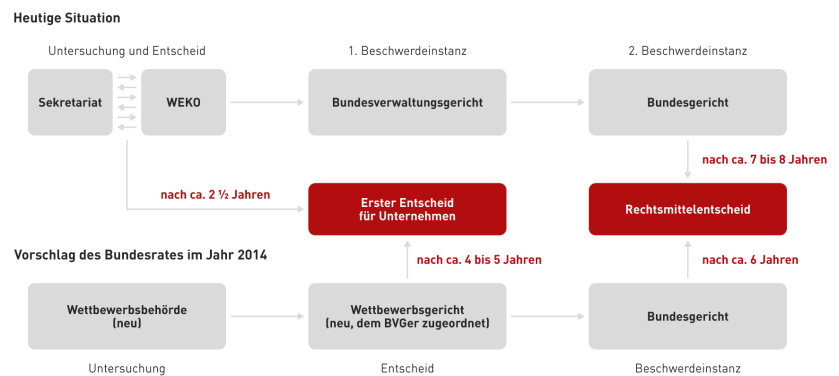 Heutige Situation
Untersuchung und Entscheid
1. Beschwerdeinstanz
2. Beschwerdeinstanz
Sekretariat
WEKO
Bundesverwaltungsgericht
Bundesgericht
nach ca. 7 bis 8 Jahren
nach ca. 2 ½ Jahren
Erster Entscheid
für Unternehmen
Rechtsmittelentscheid
Vorschlag des Bundesrates im Jahr 2014
nach ca. 4 bis 5 Jahren
nach ca. 6 Jahren
Wettbewerbsbehörde
(neu)
Wettbewerbsgericht
(neu, dem BVGer zugeordnet)
Bundesgericht
Untersuchung
Entscheid
Beschwerdeinstanz